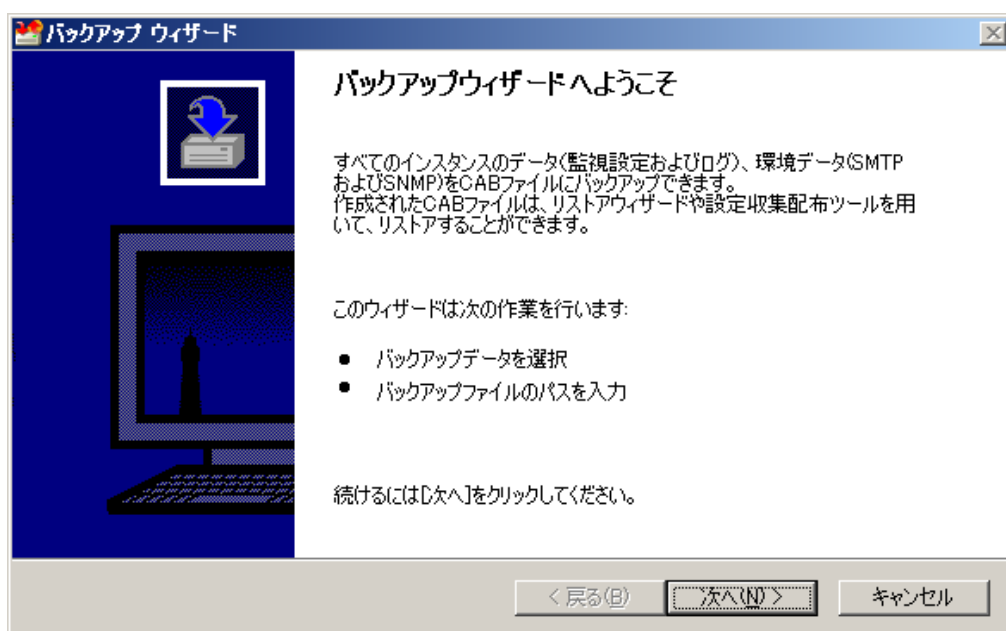 バックアップ ウィザード
バックアップウィザードへようこそ
すべてのインスタンスのデータ(監視設定およびログ)、環境データ(SMTP
およびSNMP)をCABファイルにバックアップできます。
作成されたCABファイルは、リストアウィザードや設定収集配布ツールを用
いて、リストアすることができます。
このウィザードは次の作業を行います:
● バックアップデータを選択
● バックアップファイルのパスを入力
続けるには[次へ]をクリックしてください。
< 戻る(B) 次へ(N) > キャンセル